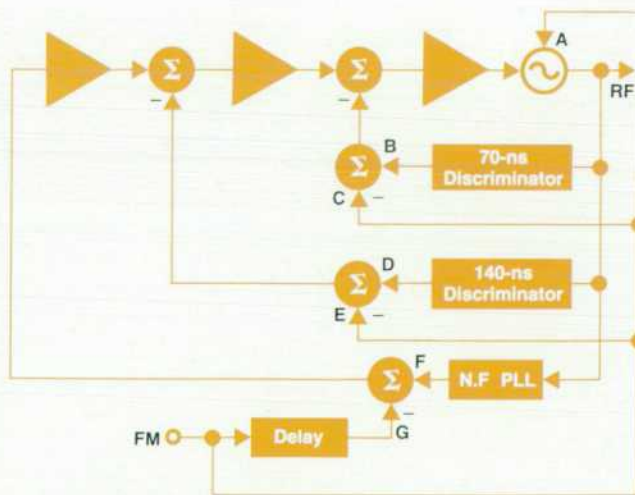 A
Σ
Σ
RF
–
–
B
70-ns
Discriminator
Σ
C
–
D
140-ns
Discriminator
Σ
E
–
F
N.F PLL
Σ
–
G
FM
Delay